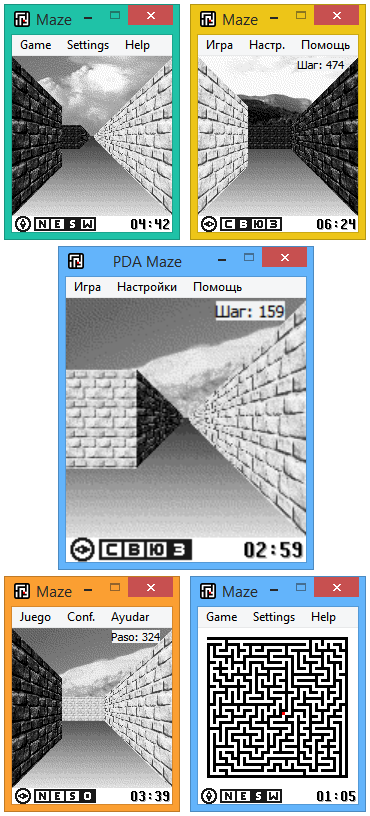 Maze
Game Settings Help
N E S W 04:42
Maze
Игра Настр. Помощь
Шаг: 474
С В Ю З 06:24
PDA Maze
Игра Настройки Помощь
Шаг: 159
С В Ю З 02:59
Maze
Juego Conf. Ayudar
Paso: 324
N E S O 03:39
Maze
Game Settings Help
N E S W 01:05